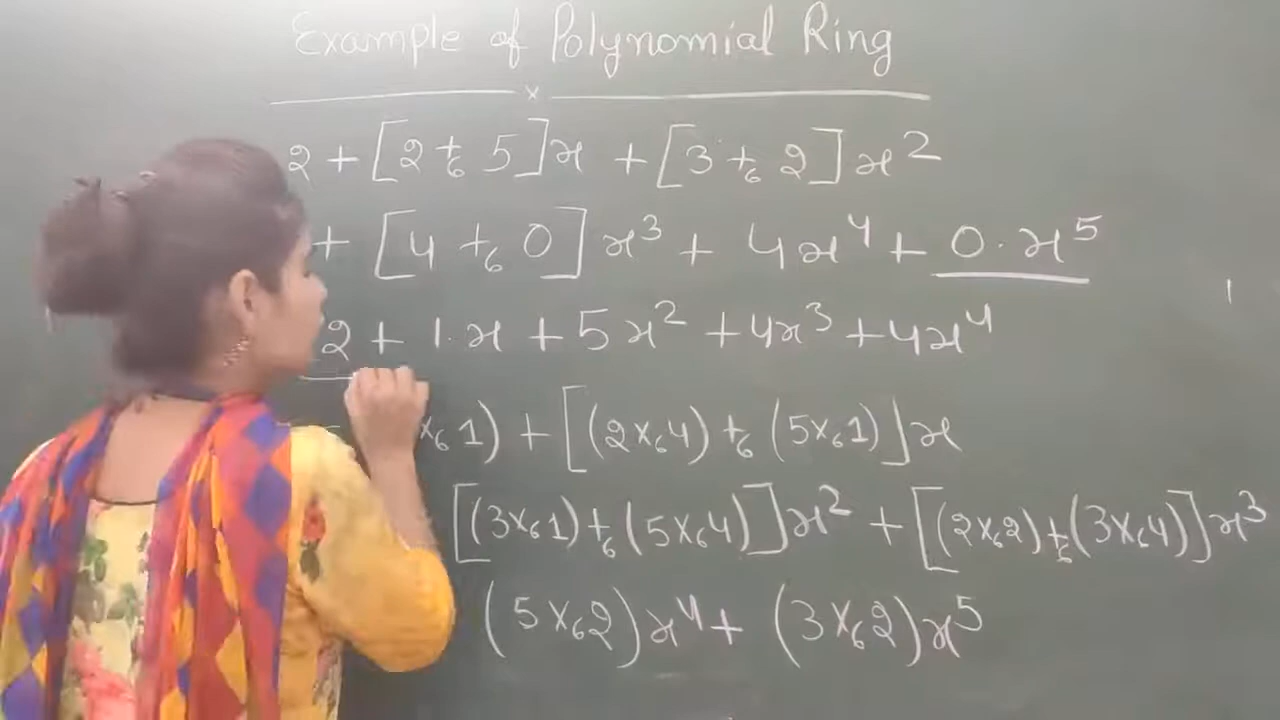 Example of Polynomial Ring
x
2 + [2 +₆ 5]x + [3 +₆ 2]x²
+ [4 +₆ 0]x³ + 4x⁴ + 0·x⁵
2 + 1·x + 5x² + 4x³ + 4x⁴
x₆1) + [(2x₆4) +₆ (5x₆1)]x
[(3x₆1) +₆ (5x₆4)]x² + [(2x₆2) +₆ (3x₆4)]x³
(5x₆2)x⁴ + (3x₆2)x⁵